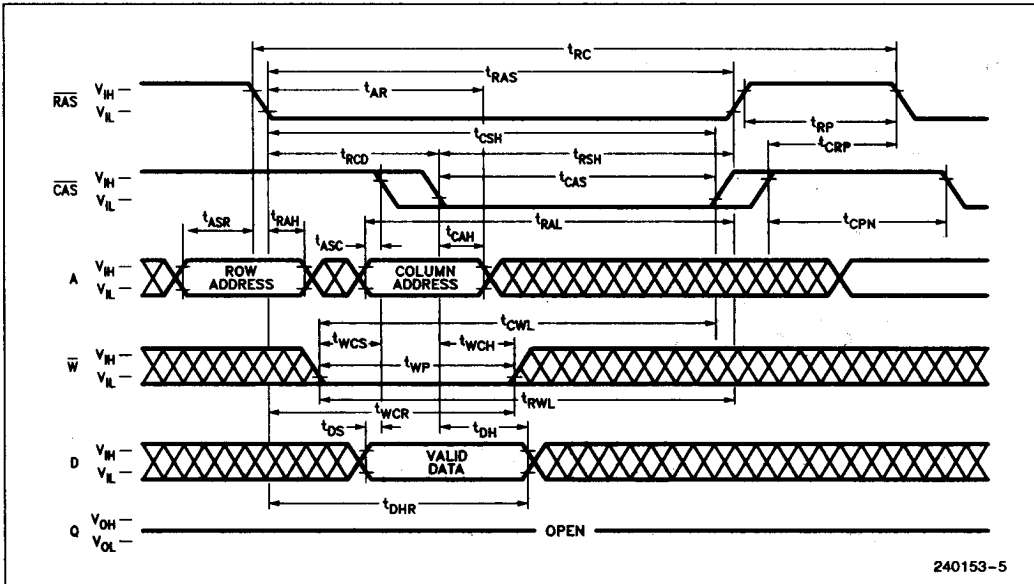 tRC
tRAS
tAR
RAS VIH
VIL
tRP
tCSH
tCRP
tRCD
tRSH
CAS VIH
VIL
tCAS
tASR
tRAH
tRAL
tCPN
tASC
tCAH
A VIH
VIL
ROW ADDRESS
COLUMN ADDRESS
tCWL
tWCS
tWCH
W VIH
VIL
tWP
tRWL
tWCR
tDS
tDH
D VIH
VIL
VALID DATA
tDHR
Q VOH
VOL
OPEN
240153-5